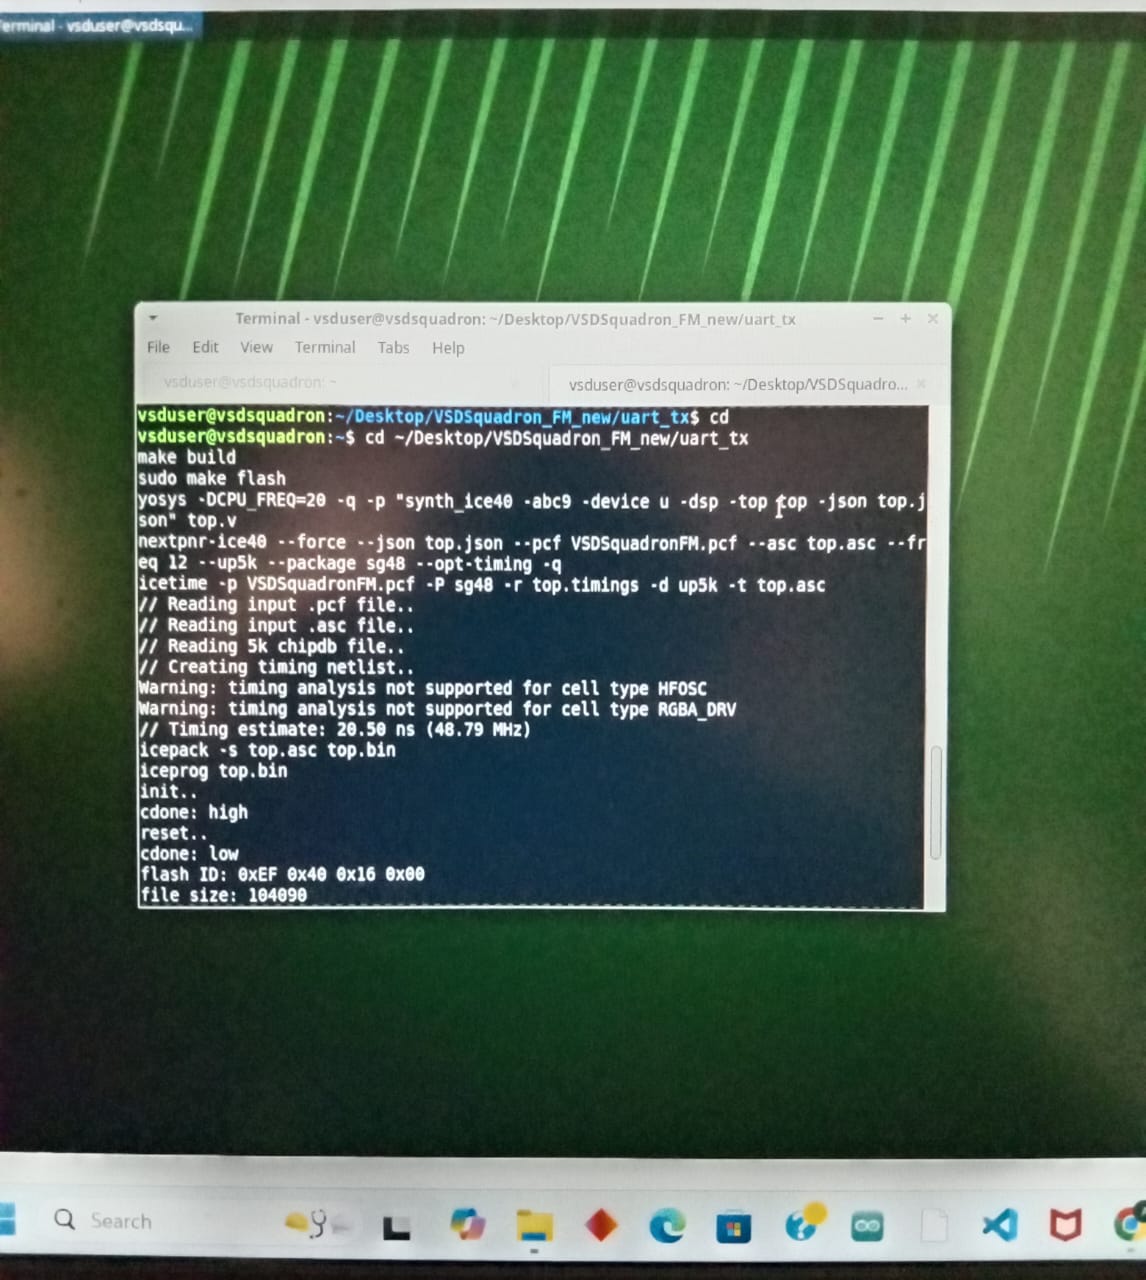 Terminal - vsduser@vsdsqu...
Terminal - vsduser@vsdsquadron: ~/Desktop/VSDSquadron_FM_new/uart_tx
File Edit View Terminal Tabs Help
vsduser@vsdsquadron: ~
vsduser@vsdsquadron: ~/Desktop/VSDSquadro...
vsduser@vsdsquadron:~/Desktop/VSDSquadron_FM_new/uart_tx$ cd
vsduser@vsdsquadron:~$ cd ~/Desktop/VSDSquadron_FM_new/uart_tx
make build
sudo make flash
yosys -DCPU_FREQ=20 -q -p "synth_ice40 -abc9 -device u -dsp -top top -json top.j
son" top.v
nextpnr-ice40 --force --json top.json --pcf VSDSquadronFM.pcf --asc top.asc --fr
eq 12 --up5k --package sg48 --opt-timing -q
icetime -p VSDSquadronFM.pcf -P sg48 -r top.timings -d up5k -t top.asc
// Reading input .pcf file..
// Reading input .asc file..
// Reading 5k chipdb file..
// Creating timing netlist..
Warning: timing analysis not supported for cell type HFOSC
Warning: timing analysis not supported for cell type RGBA_DRV
// Timing estimate: 20.50 ns (48.79 MHz)
icepack -s top.asc top.bin
iceprog top.bin
init..
cdone: high
reset..
cdone: low
flash ID: 0xEF 0x40 0x16 0x00
file size: 104090
Search